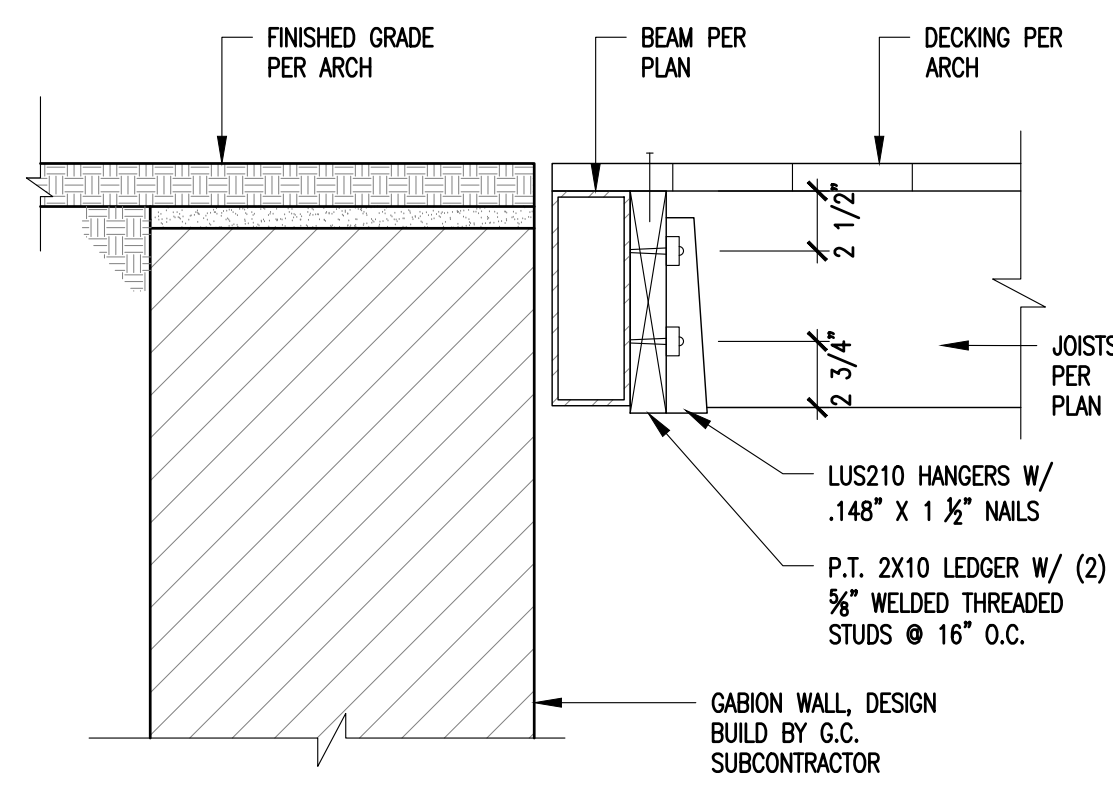 FINISHED GRADE
PER ARCH
BEAM PER
PLAN
DECKING PER
ARCH
2 1/2"
2 3/4"
JOISTS
PER
PLAN
LUS210 HANGERS W/
.148" X 1 ½" NAILS
P.T. 2X10 LEDGER W/ (2)
⅝" WELDED THREADED
STUDS @ 16" O.C.
GABION WALL, DESIGN
BUILD BY G.C.
SUBCONTRACTOR